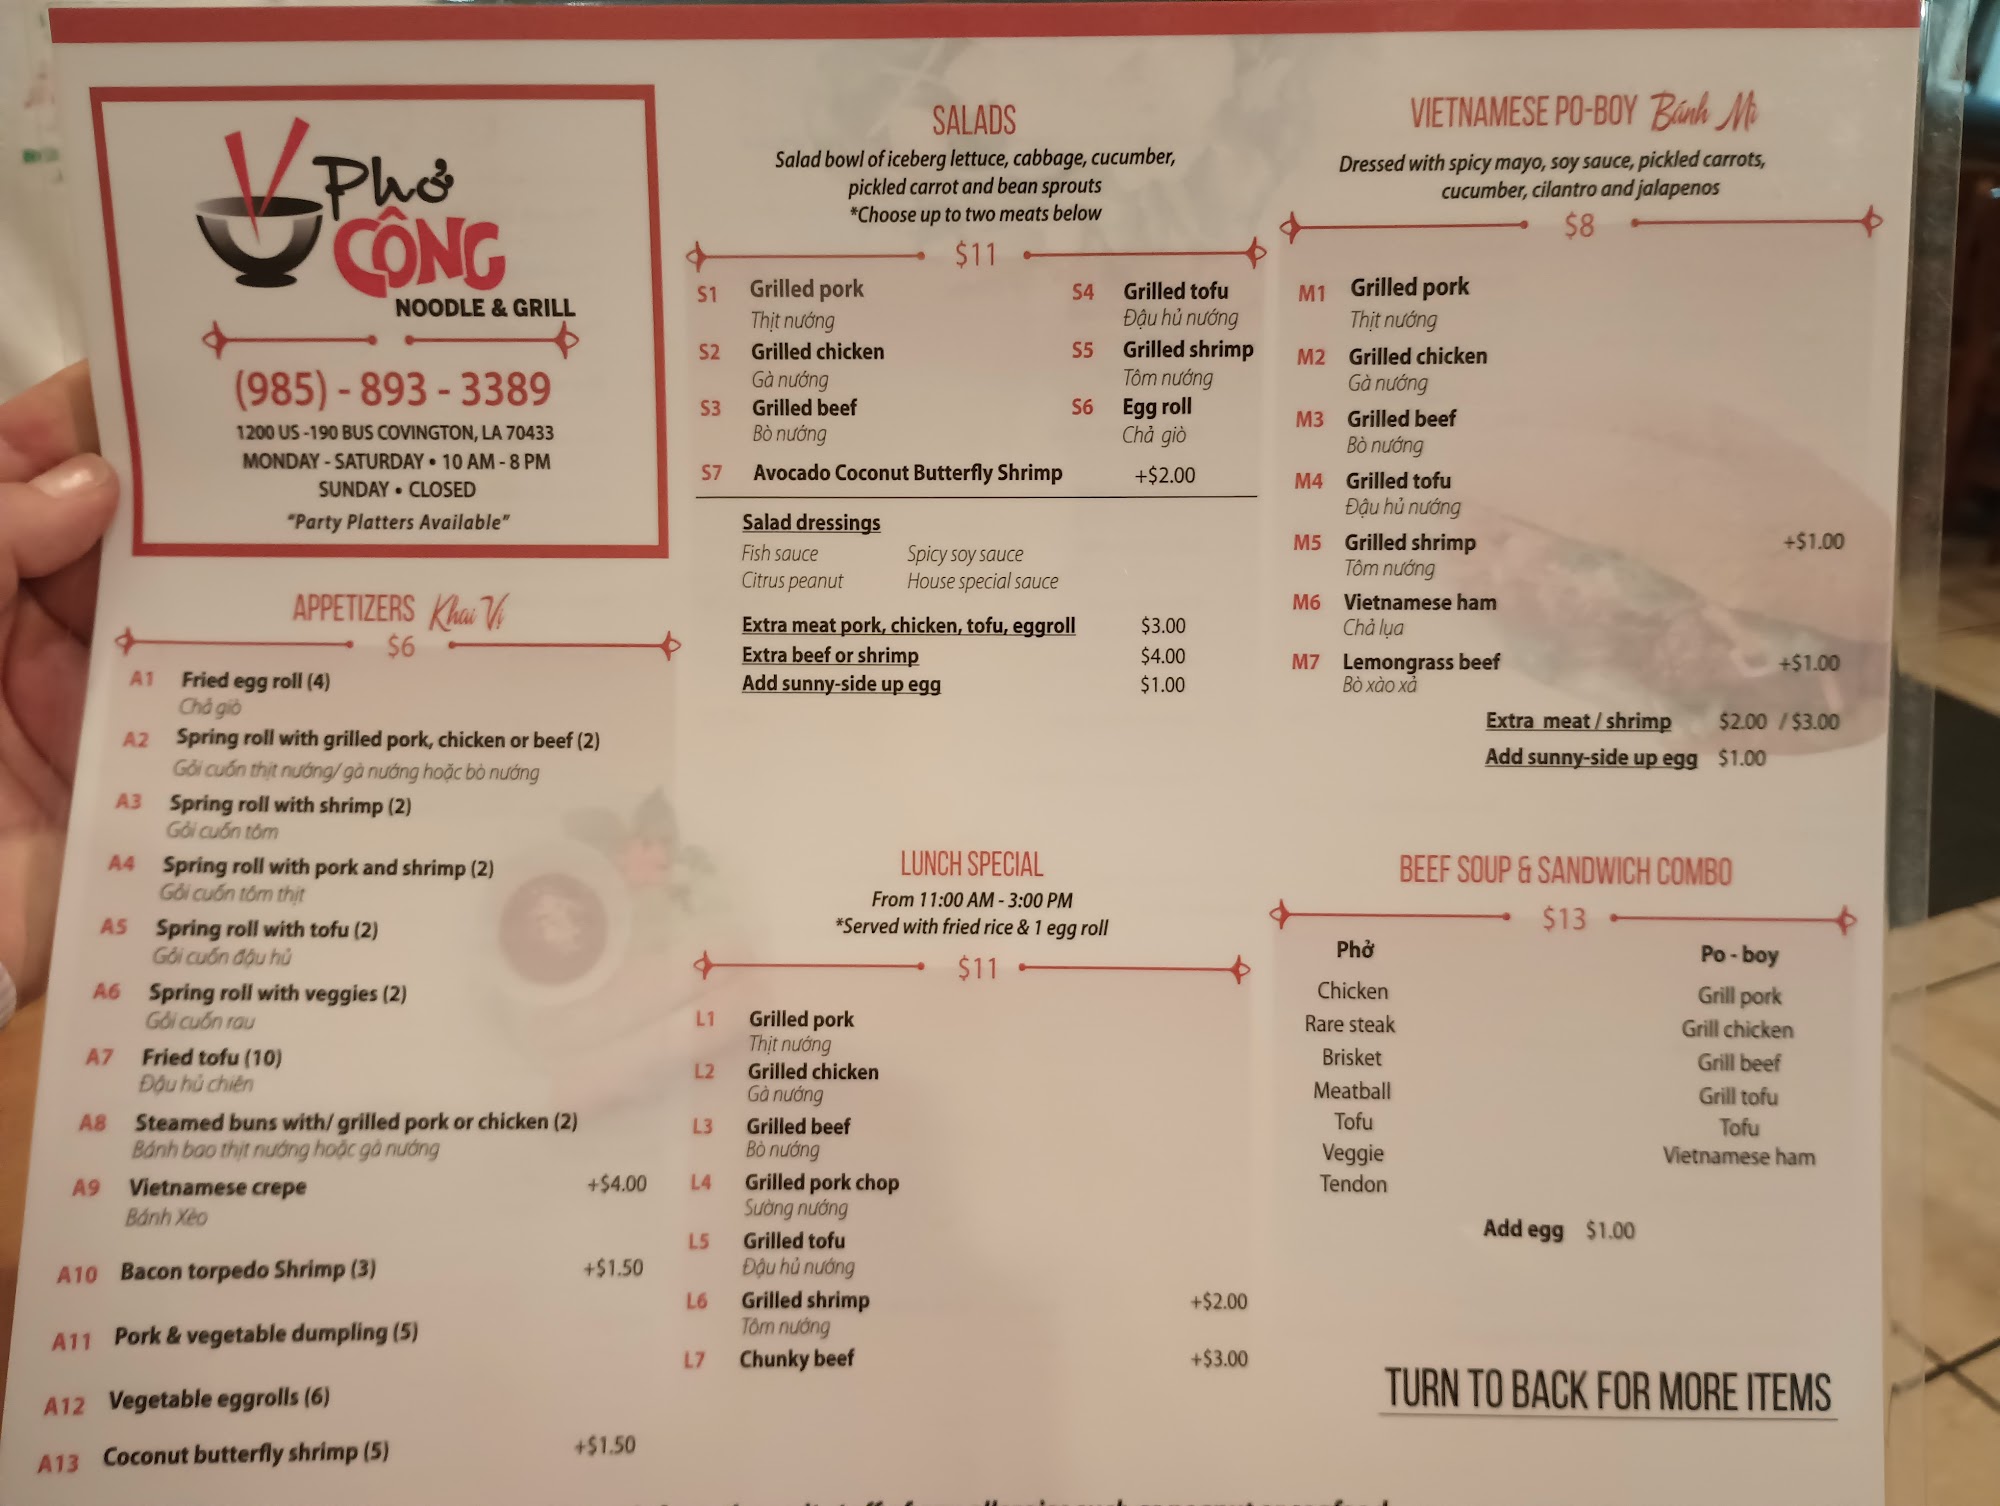 Phở
CÔNG
NOODLE & GRILL
(985) - 893 - 3389
1200 US -190 BUS COVINGTON, LA 70433
MONDAY - SATURDAY • 10 AM - 8 PM
SUNDAY • CLOSED
"Party Platters Available"
APPETIZERS Khai Vị
$6
A1 Fried egg roll (4)
Chả giò
A2 Spring roll with grilled pork, chicken or beef (2)
Gỏi cuốn thịt nướng/ gà nướng hoặc bò nướng
A3 Spring roll with shrimp (2)
Gỏi cuốn tôm
A4 Spring roll with pork and shrimp (2)
Gỏi cuốn tôm thịt
A5 Spring roll with tofu (2)
Gỏi cuốn đậu hủ
A6 Spring roll with veggies (2)
Gỏi cuốn rau
A7 Fried tofu (10)
Đậu hủ chiên
A8 Steamed buns with/ grilled pork or chicken (2)
Bánh bao thịt nướng hoặc gà nướng
A9 Vietnamese crepe +$4.00
Bánh Xèo
A10 Bacon torpedo Shrimp (3) +$1.50
A11 Pork & vegetable dumpling (5)
A12 Vegetable eggrolls (6)
A13 Coconut butterfly shrimp (5) +$1.50
SALADS
Salad bowl of iceberg lettuce, cabbage, cucumber,
pickled carrot and bean sprouts
*Choose up to two meats below
$11
S1 Grilled pork
Thịt nướng
S2 Grilled chicken
Gà nướng
S3 Grilled beef
Bò nướng
S4 Grilled tofu
Đậu hủ nướng
S5 Grilled shrimp
Tôm nướng
S6 Egg roll
Chả giò
S7 Avocado Coconut Butterfly Shrimp +$2.00
Salad dressings
Fish sauce Spicy soy sauce
Citrus peanut House special sauce
Extra meat pork, chicken, tofu, eggroll $3.00
Extra beef or shrimp $4.00
Add sunny-side up egg $1.00
LUNCH SPECIAL
From 11:00 AM - 3:00 PM
*Served with fried rice & 1 egg roll
$11
L1 Grilled pork
Thịt nướng
L2 Grilled chicken
Gà nướng
L3 Grilled beef
Bò nướng
L4 Grilled pork chop
Sường nướng
L5 Grilled tofu
Đậu hủ nướng
L6 Grilled shrimp +$2.00
Tôm nướng
L7 Chunky beef +$3.00
VIETNAMESE PO-BOY Bánh Mì
Dressed with spicy mayo, soy sauce, pickled carrots,
cucumber, cilantro and jalapenos
$8
M1 Grilled pork
Thịt nướng
M2 Grilled chicken
Gà nướng
M3 Grilled beef
Bò nướng
M4 Grilled tofu
Đậu hủ nướng
M5 Grilled shrimp +$1.00
Tôm nướng
M6 Vietnamese ham
Chả lụa
M7 Lemongrass beef +$1.00
Bò xào xả
Extra meat / shrimp $2.00 / $3.00
Add sunny-side up egg $1.00
BEEF SOUP & SANDWICH COMBO
$13
Phở
Chicken
Rare steak
Brisket
Meatball
Tofu
Veggie
Tendon
Po - boy
Grill pork
Grill chicken
Grill beef
Grill tofu
Tofu
Vietnamese ham
Add egg $1.00
TURN TO BACK FOR MORE ITEMS